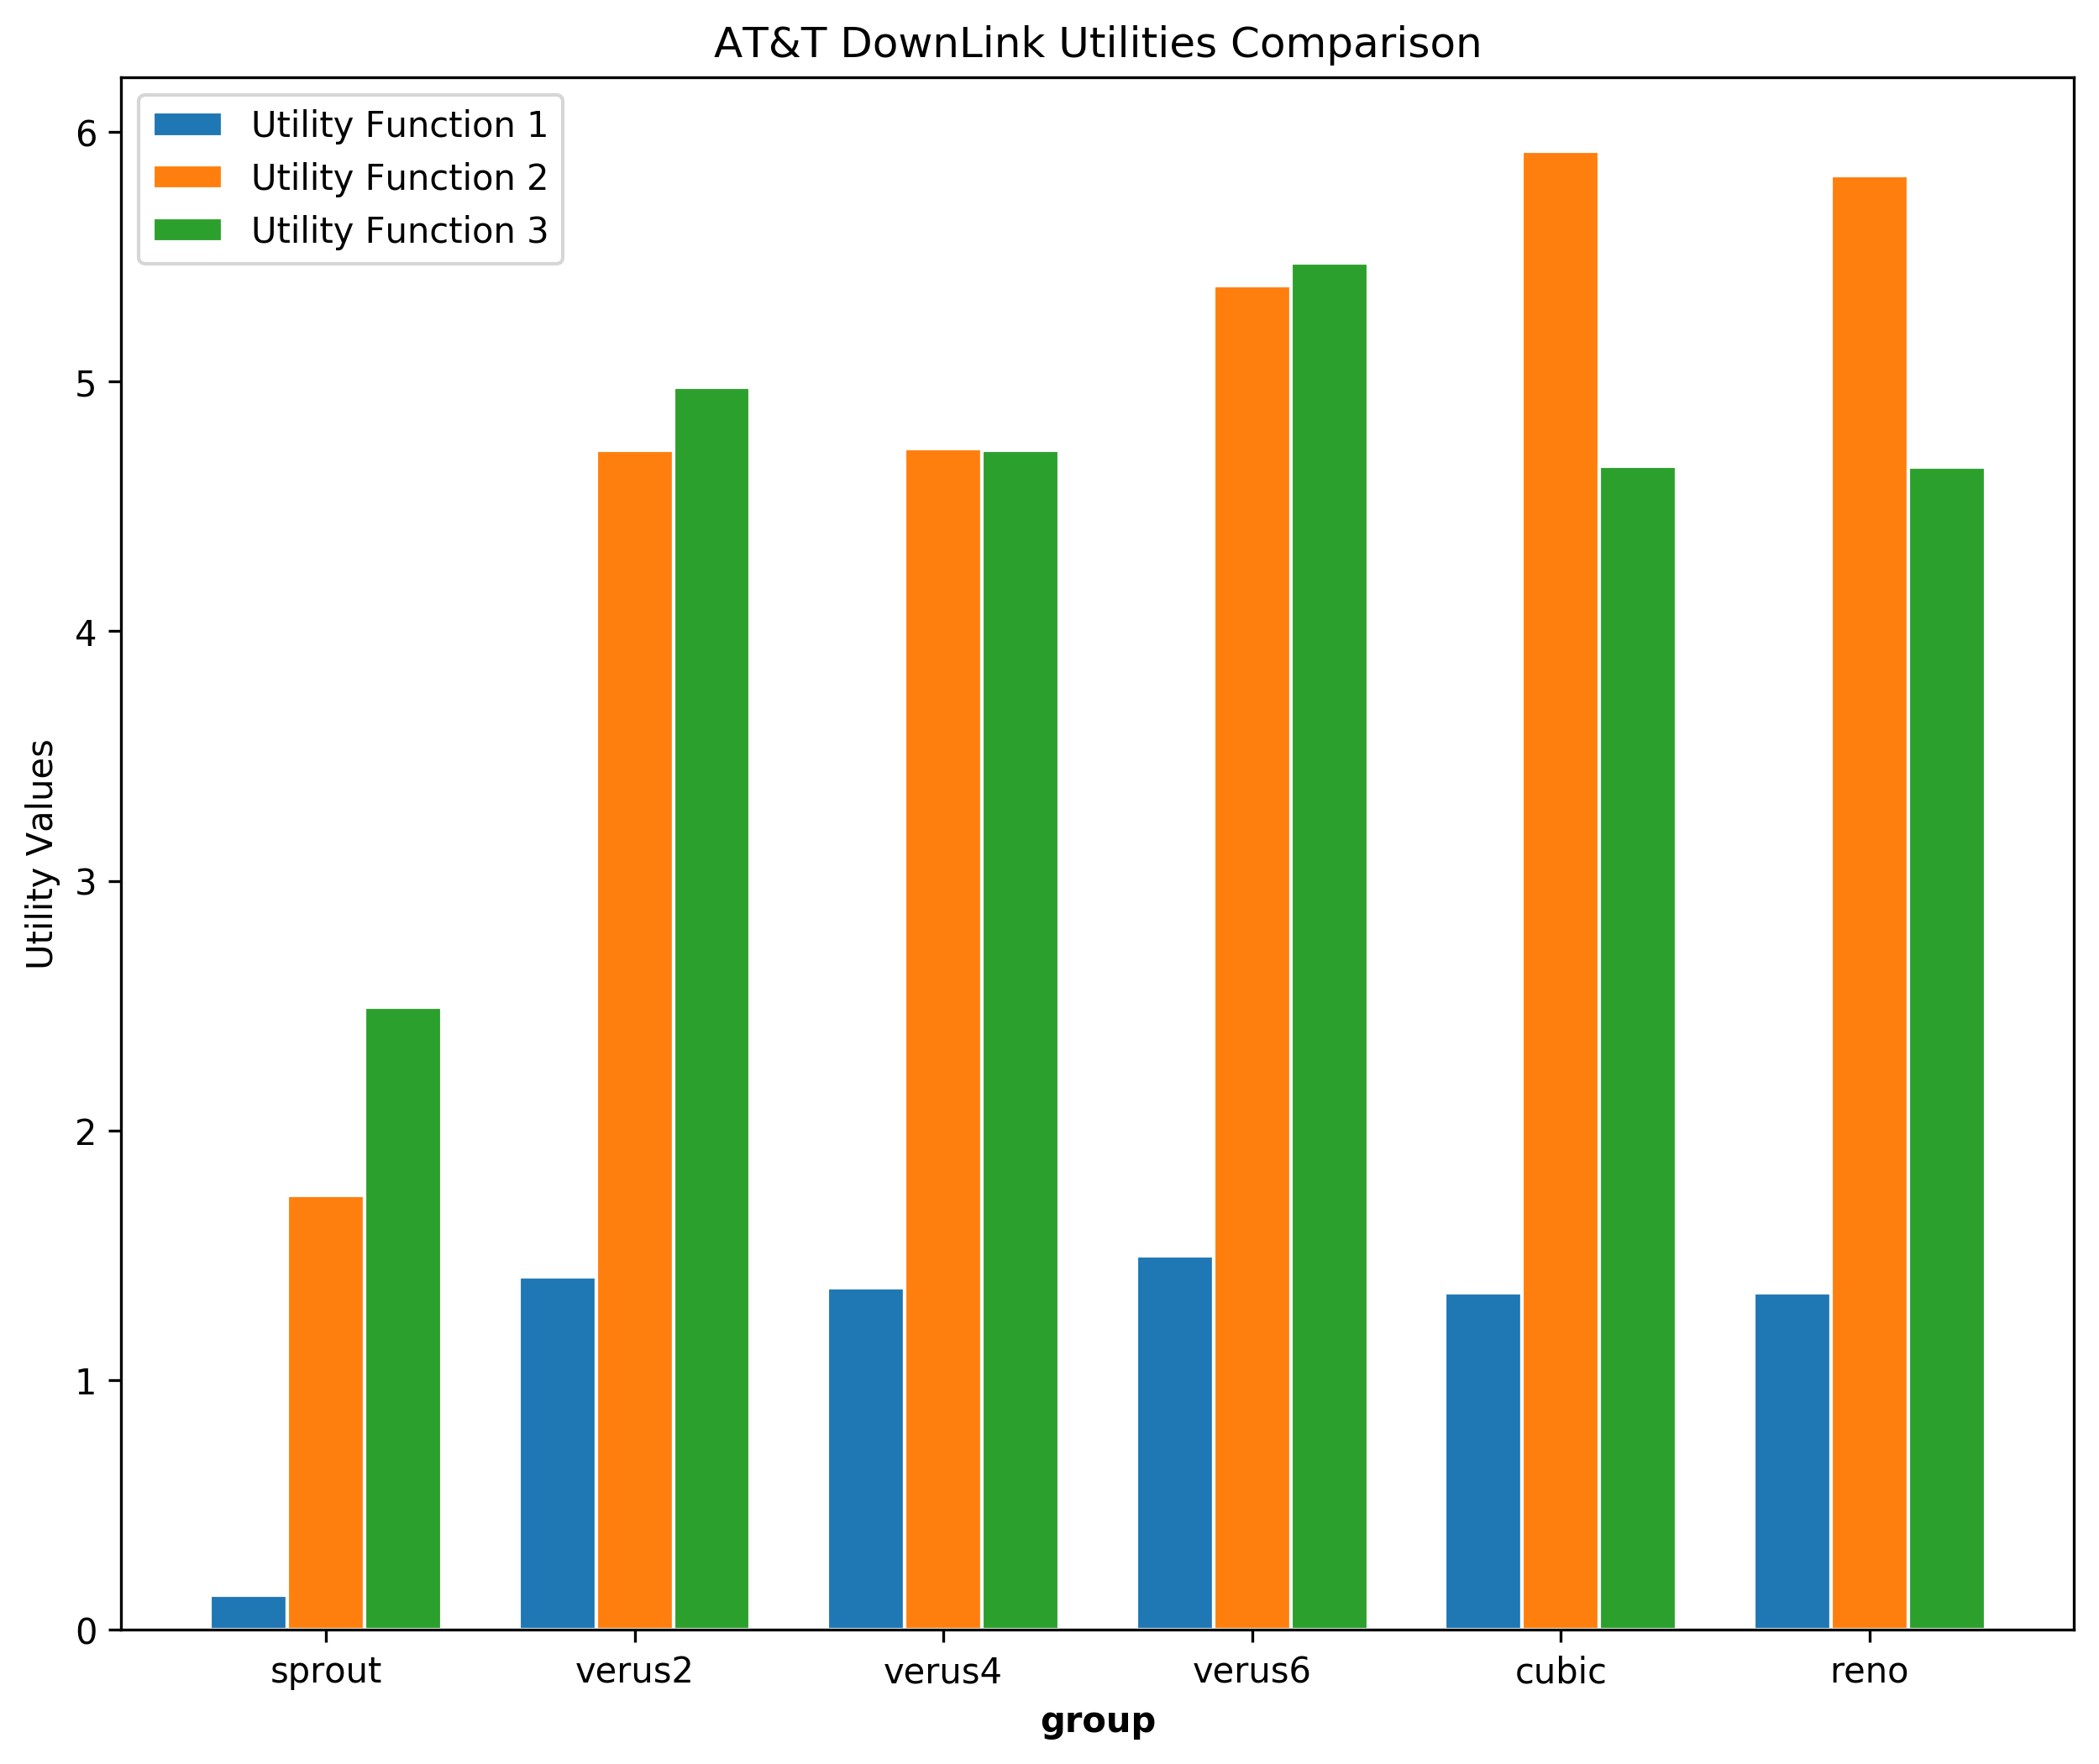 AT&T DownLink Utilities Comparison
Utility Function 1
Utility Function 2
Utility Function 3
Utility Values
6
5
4
3
2
1
0
sprout verus2 verus4 verus6 cubic reno
group